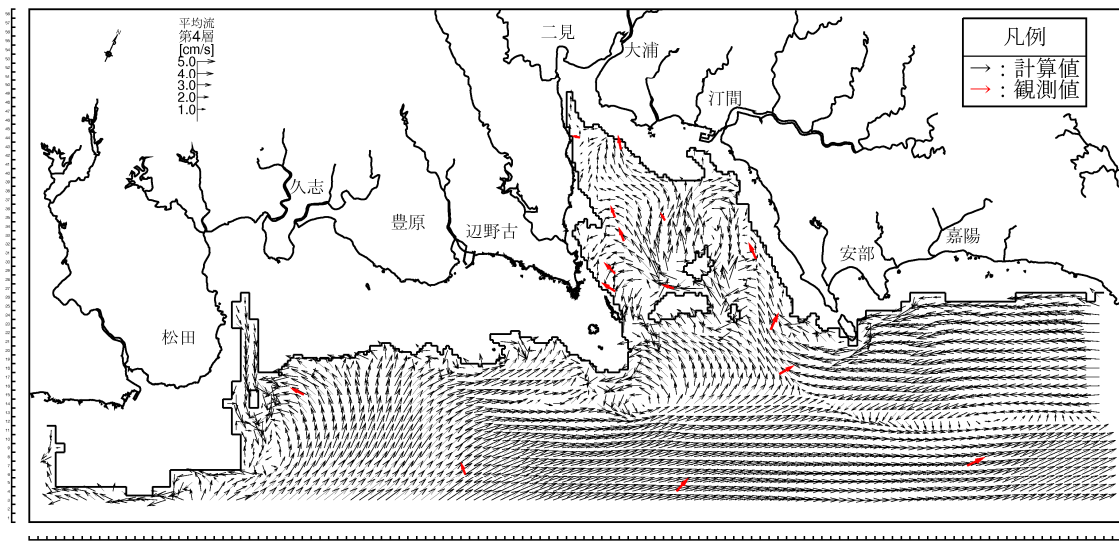 平均流
第4層
[cm/s]
5.0
4.0
3.0
2.0
1.0
二見
大浦
汀間
凡例
→ : 計算値
→ : 観測値
久志
豊原
辺野古
安部
嘉陽
松田